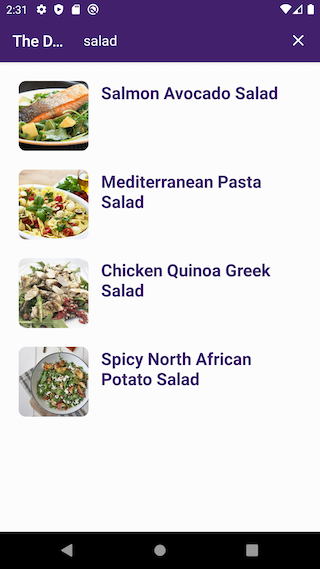 2:31
The D... salad
Salmon Avocado Salad
Mediterranean Pasta
Salad
Chicken Quinoa Greek
Salad
Spicy North African
Potato Salad